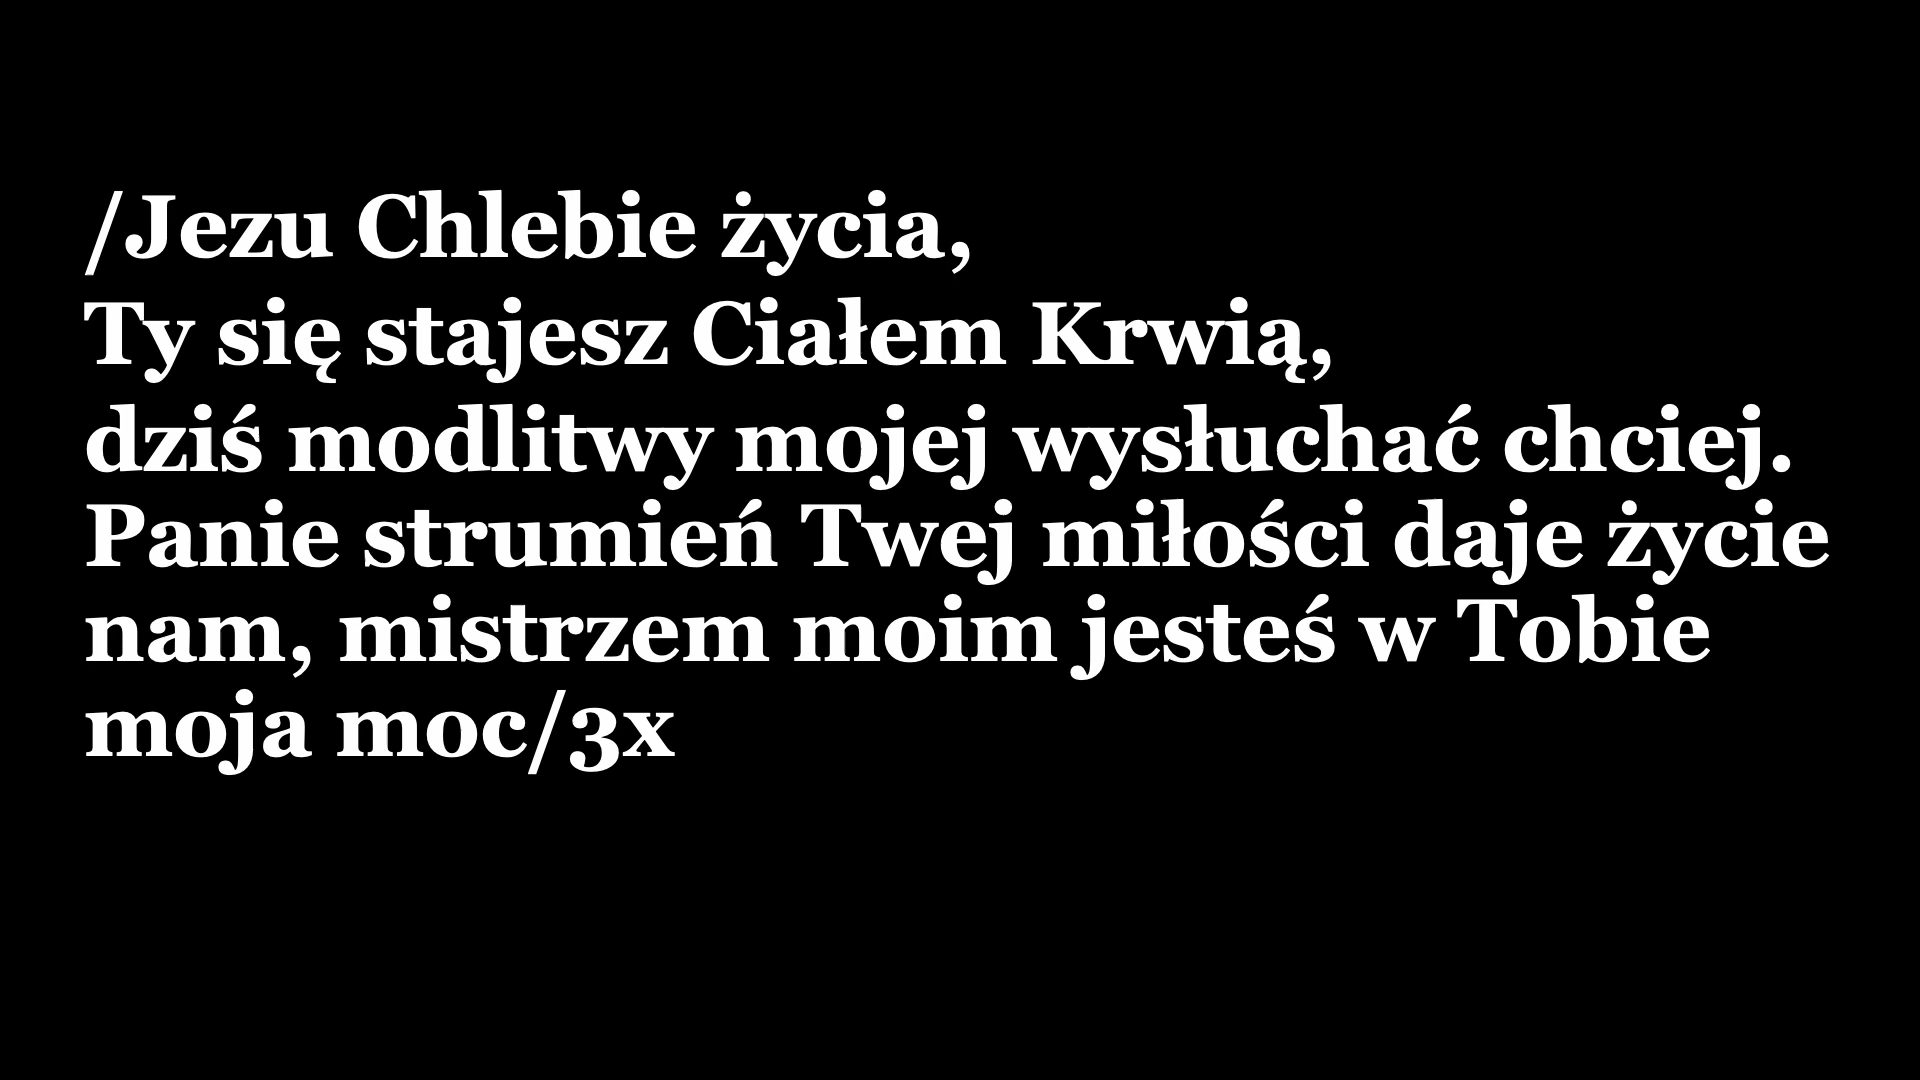 /Jezu Chlebie życia,
Ty się stajesz Ciałem Krwią,
dziś modlitwy mojej wysłuchać chciej.
Panie strumień Twej miłości daje życie
nam, mistrzem moim jesteś w Tobie
moja moc/3x